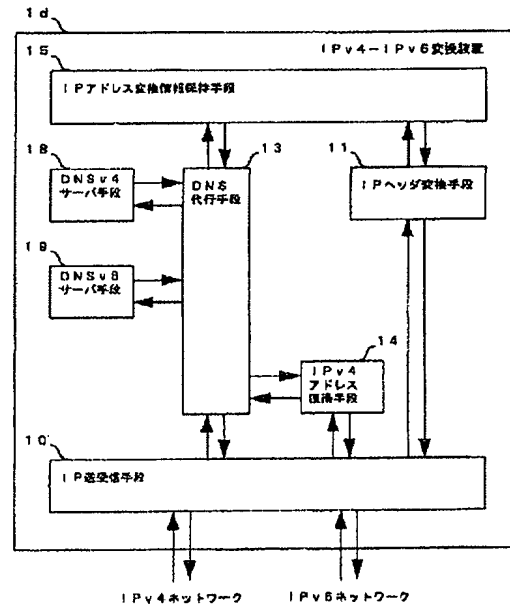 1d
IPv4-IPv6変換装置
15
IPアドレス変換情報保持手段
18
DNSv4
サーバ手段
13
DNS
代行手段
11
IPヘッダ変換手段
19
DNSv6
サーバ手段
14
IPv4
アドレス
復換手段
10
IP送受信手段
IPv4ネットワーク
IPv6ネットワーク